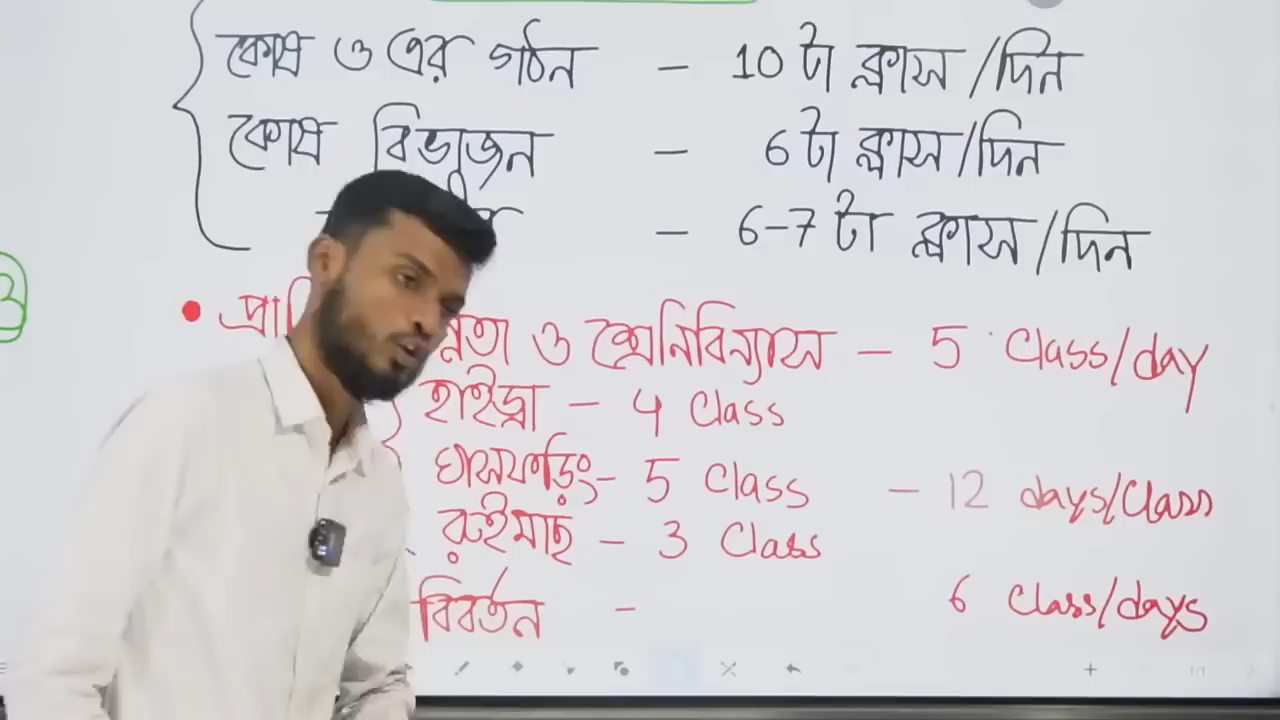 কোষ ও এর গঠন - 10 টা ক্লাস/দিন
কোষ বিভাজন - 6 টা ক্লাস/দিন
- 6-7 টা ক্লাস/দিন
• প্রাণি ন্নতা ও শ্রেনিবিন্যাস - 5 Class/day
হাইড্রা - 4 Class
ঘাসফড়িং - 5 Class - 12 days/Class
রুইমাছ - 3 Class
বিবর্তন - 6 Class/days